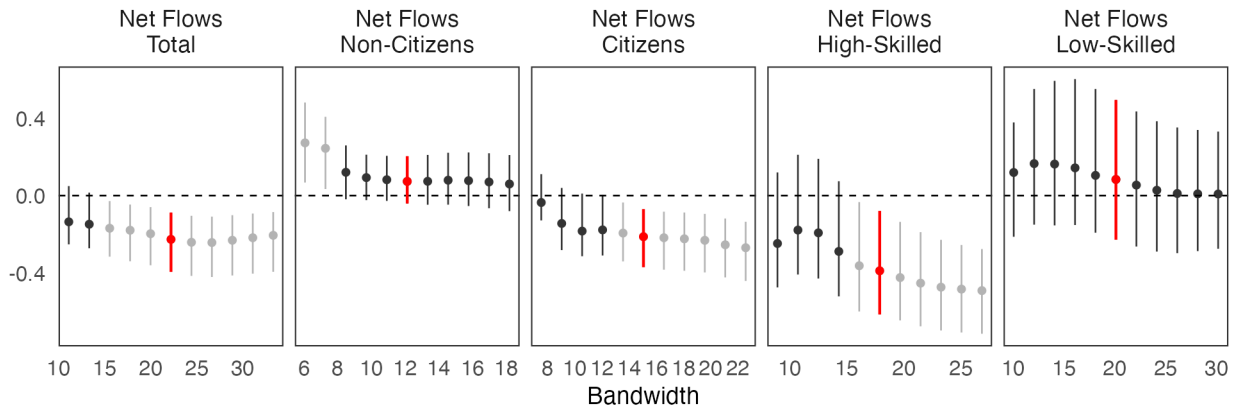 Net Flows
Total
Net Flows
Non-Citizens
Net Flows
Citizens
Net Flows
High-Skilled
Net Flows
Low-Skilled
0.4
0.0
-0.4
10 15 20 25 30
6 8 10 12 14 16 18
8 10 12 14 16 18 20 22
10 15 20 25
10 15 20 25 30
Bandwidth